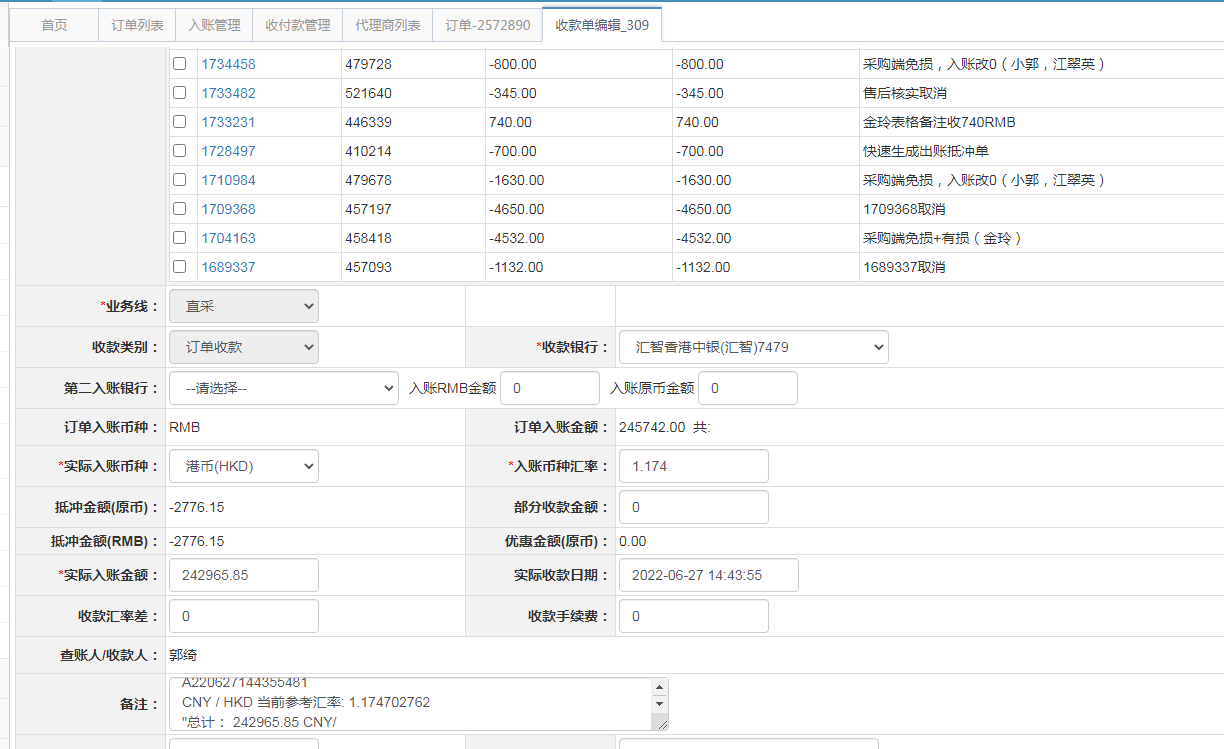 首页 订单列表 入账管理 收付款管理 代理商列表 订单-2572890 收款单编辑_309
1734458 479728 -800.00 -800.00 采购端免损，入账改0（小郭，江翠英）
1733482 521640 -345.00 -345.00 售后核实取消
1733231 446339 740.00 740.00 金玲表格备注收740RMB
1728497 410214 -700.00 -700.00 快速生成出账抵冲单
1710984 479678 -1630.00 -1630.00 采购端免损，入账改0（小郭，江翠英）
1709368 457197 -4650.00 -4650.00 1709368取消
1704163 458418 -4532.00 -4532.00 采购端免损+有损（金玲）
1689337 457093 -1132.00 -1132.00 1689337取消
*业务线： 直采
收款类别： 订单收款 *收款银行： 汇智香港中银(汇智)7479
第二入账银行： --请选择-- 入账RMB金额 0 入账原币金额 0
订单入账币种： RMB 订单入账金额： 245742.00 共:
*实际入账币种： 港币(HKD) *入账币种汇率： 1.174
抵冲金额(原币)： -2776.15 部分收款金额： 0
抵冲金额(RMB)： -2776.15 优惠金额(原币)： 0.00
*实际入账金额： 242965.85 实际收款日期： 2022-06-27 14:43:55
收款汇率差： 0 收款手续费： 0
查账人/收款人： 郭绮
A220627144355481
备注： CNY / HKD 当前参考汇率: 1.174702762
"总计： 242965.85 CNY/